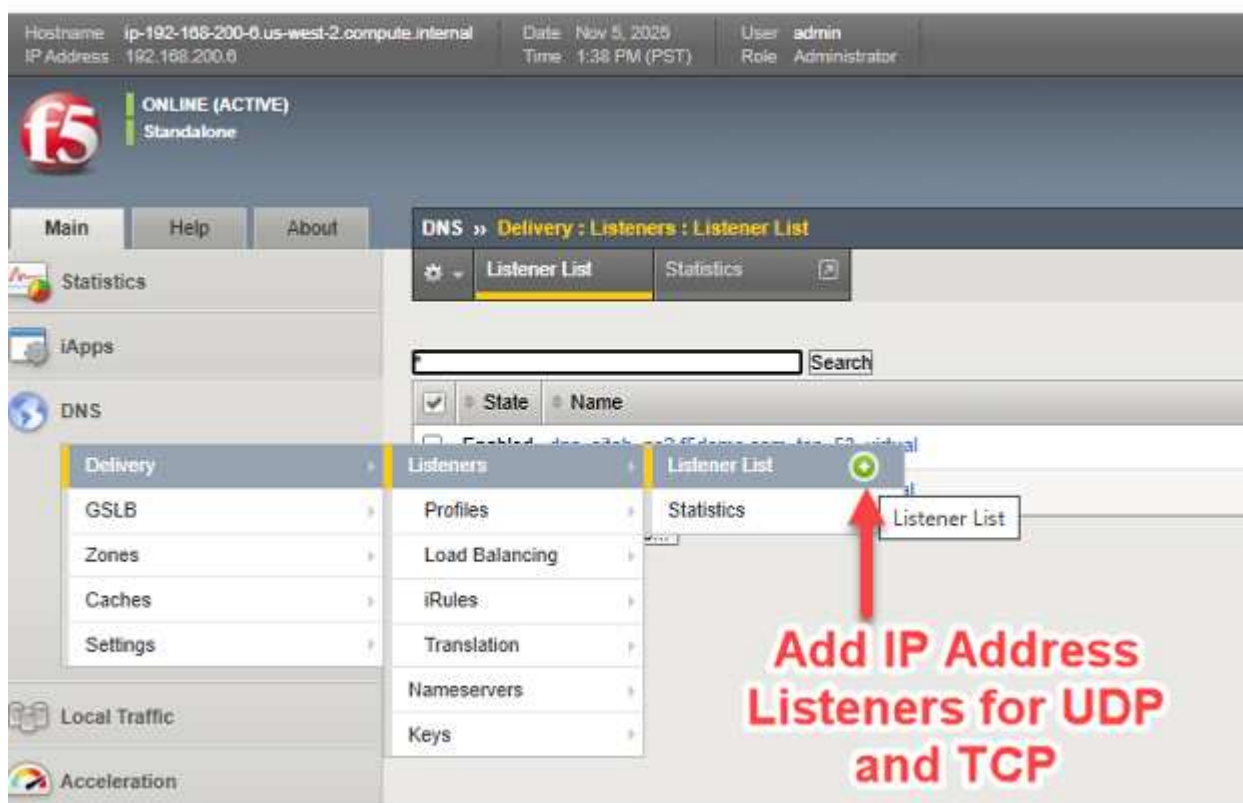 Hostname ip-192-168-200-6.us-west-2.compute.internal Date Nov 5, 2025 User admin
IP Address 192.168.200.6 Time 1:38 PM (PST) Role Administrator
f5
ONLINE (ACTIVE)
Standalone
Main Help About
DNS » Delivery : Listeners : Listener List
Listener List Statistics
Statistics
iApps
* Search
State Name
DNS
Enabled
Delivery Listeners Listener List
GSLB Profiles Statistics
Listener List
Zones Load Balancing
Caches iRules
Settings Translation
Nameservers
Keys
Local Traffic
Acceleration
Add IP Address
Listeners for UDP
and TCP